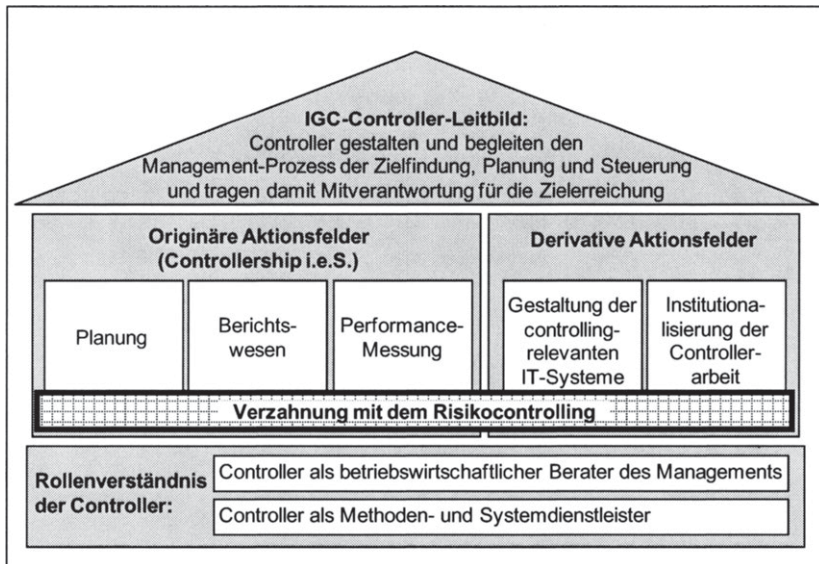 IGC-Controller-Leitbild:
Controller gestalten und begleiten den
Management-Prozess der Zielfindung, Planung und Steuerung
und tragen damit Mitverantwortung für die Zielerreichung
Originäre Aktionsfelder
(Controllership i.e.S.)
Planung
Berichts-
wesen
Performance-
Messung
Derivative Aktionsfelder
Gestaltung der
controlling-
relevanten
IT-Systeme
Institutiona-
lisierung der
Controller-
arbeit
Verzahnung mit dem Risikocontrolling
Rollenverständnis
der Controller:
Controller als betriebswirtschaftlicher Berater des Managements
Controller als Methoden- und Systemdienstleister